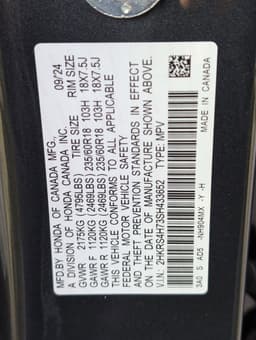 MFD.BY HONDA OF CANADA MFG., 09/24
A DIVISION OF HONDA CANADA INC.
GVWR 2175KG (4795LBS) TIRE SIZE RIM SIZE
GAWR F 1120KG (2469LBS) 235/60R18 103H 18X7.5J
GAWR R 1120KG (2469LBS) 235/60R18 103H 18X7.5J
THIS VEHICLE CONFORMS TO ALL APPLICABLE
FEDERAL MOTOR VEHICLE SAFETY
AND THEFT PREVENTION STANDARDS IN EFFECT
ON THE DATE OF MANUFACTURE SHOWN ABOVE.
V.I.N.: 2HKRS4H73SH433652 TYPE: MPV
3A0 S AD5 -NH904MX -Y -H
MADE IN CANADA